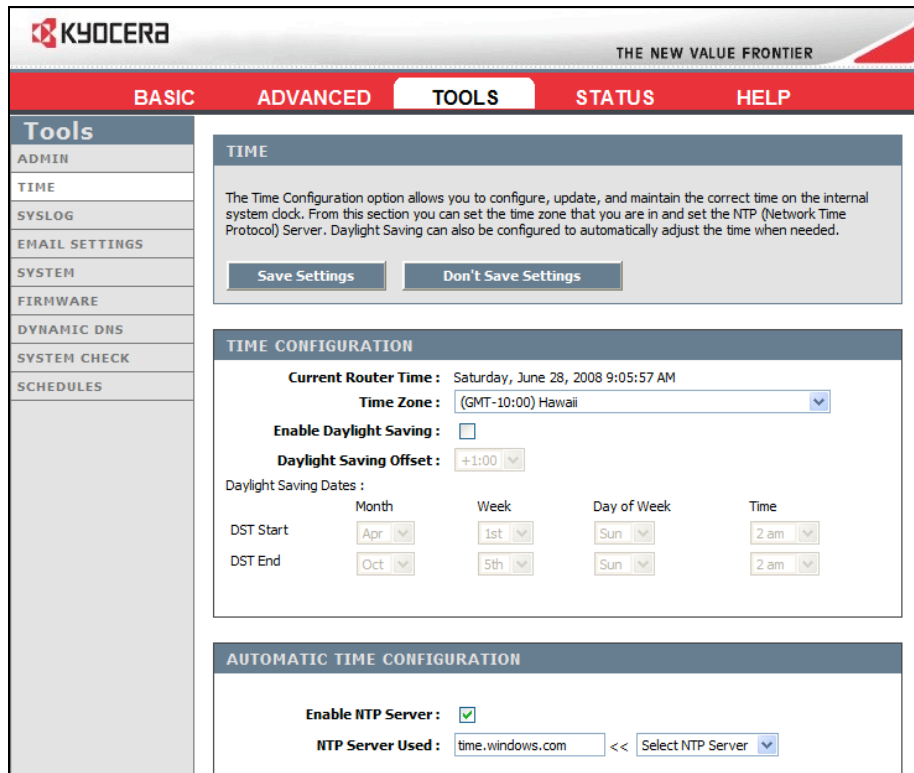 KYOCERA
THE NEW VALUE FRONTIER
BASIC ADVANCED TOOLS STATUS HELP
Tools
ADMIN
TIME
SYSLOG
EMAIL SETTINGS
SYSTEM
FIRMWARE
DYNAMIC DNS
SYSTEM CHECK
SCHEDULES
TIME
The Time Configuration option allows you to configure, update, and maintain the correct time on the internal
system clock. From this section you can set the time zone that you are in and set the NTP (Network Time
Protocol) Server. Daylight Saving can also be configured to automatically adjust the time when needed.
Save Settings Don't Save Settings
TIME CONFIGURATION
Current Router Time : Saturday, June 28, 2008 9:05:57 AM
Time Zone : (GMT-10:00) Hawaii
Enable Daylight Saving :
Daylight Saving Offset : +1:00
Daylight Saving Dates :
Month Week Day of Week Time
DST Start Apr 1st Sun 2 am
DST End Oct 5th Sun 2 am
AUTOMATIC TIME CONFIGURATION
Enable NTP Server :
NTP Server Used : time.windows.com << Select NTP Server